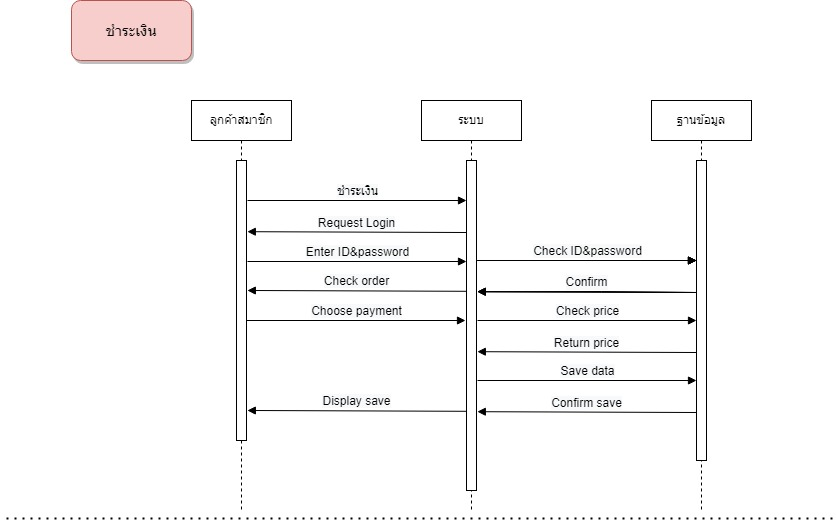 ชำระเงิน
ลูกค้าสมาชิก
ระบบ
ฐานข้อมูล
ชำระเงิน
Request Login
Enter ID&password
Check ID&password
Check order
Confirm
Choose payment
Check price
Return price
Save data
Display save
Confirm save